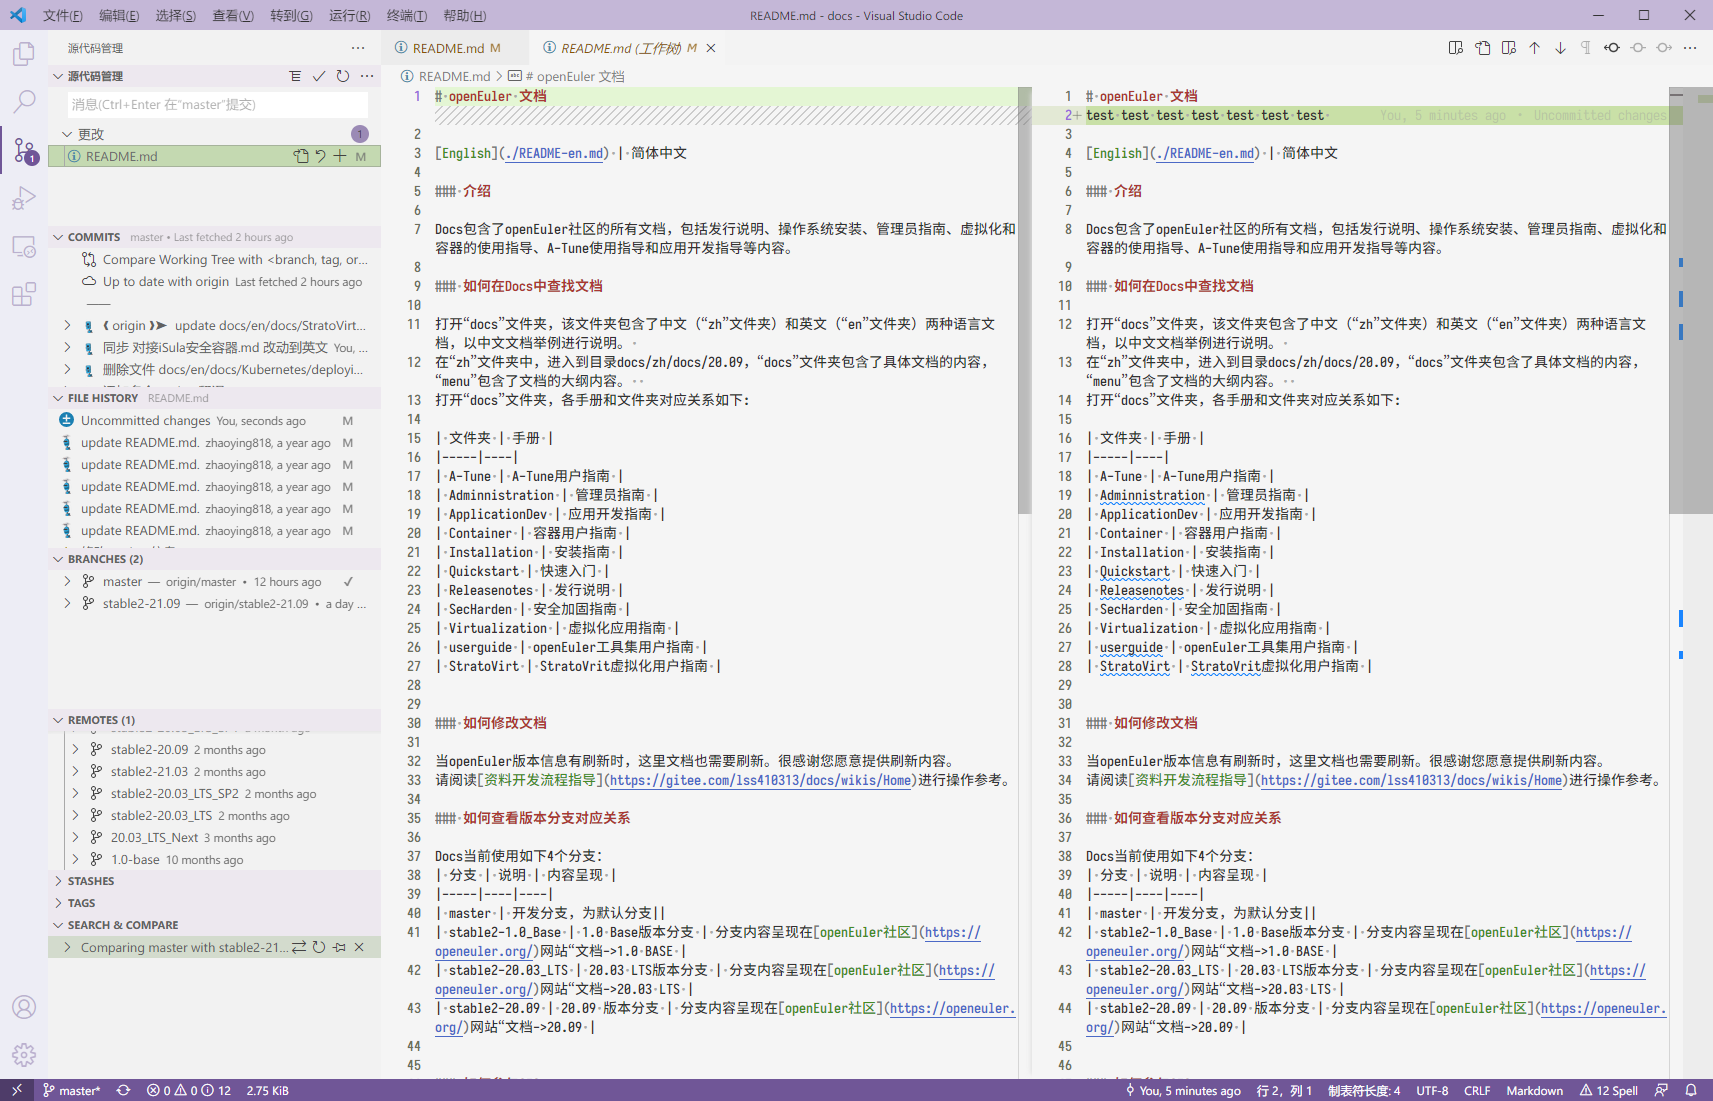 文件(F) 编辑(E) 选择(S) 查看(V) 转到(G) 运行(R) 终端(T) 帮助(H) README.md - docs - Visual Studio Code
源代码管理
源代码管理
消息(Ctrl+Enter 在“master”提交)
更改 1
README.md M
1
COMMITS master • Last fetched 2 hours ago
Compare Working Tree with <branch, tag, or...
Up to date with origin Last fetched 2 hours ago
origin update docs/en/docs/StratoVirt...
同步 对接iSula安全容器.md 改动到英文 You, ...
删除文件 docs/en/docs/Kubernetes/deployi...
FILE HISTORY README.md
Uncommitted changes You, seconds ago M
update README.md. zhaoying818, a year ago M
update README.md. zhaoying818, a year ago M
update README.md. zhaoying818, a year ago M
update README.md. zhaoying818, a year ago M
update README.md. zhaoying818, a year ago M
BRANCHES (2)
master — origin/master • 12 hours ago ✓
stable2-21.09 — origin/stable2-21.09 • a day ...
REMOTES (1)
stable2-20.09 2 months ago
stable2-21.03 2 months ago
stable2-20.03_LTS_SP2 2 months ago
stable2-20.03_LTS 2 months ago
20.03_LTS_Next 3 months ago
1.0-base 10 months ago
STASHES
TAGS
SEARCH & COMPARE
Comparing master with stable2-21...
README.md M
README.md (工作树) M
README.md > # openEuler 文档
1 # openEuler 文档
2
3 [English](./README-en.md) | 简体中文
4
5 ### 介绍
6
7 Docs包含了openEuler社区的所有文档，包括发行说明、操作系统安装、管理员指南、虚拟化和
容器的使用指导、A-Tune使用指导和应用开发指导等内容。
8
9 ### 如何在Docs中查找文档
10
11 打开“docs”文件夹，该文件夹包含了中文（“zh”文件夹）和英文（“en”文件夹）两种语言文
档，以中文文档举例进行说明。
12 在“zh”文件夹中，进入到目录docs/zh/docs/20.09，“docs”文件夹包含了具体文档的内容，
“menu”包含了文档的大纲内容。
13 打开“docs”文件夹，各手册和文件夹对应关系如下：
14
15 | 文件夹 | 手册 |
16 |-----|----|
17 | A-Tune | A-Tune用户指南 |
18 | Adminnistration | 管理员指南 |
19 | ApplicationDev | 应用开发指南 |
20 | Container | 容器用户指南 |
21 | Installation | 安装指南 |
22 | Quickstart | 快速入门 |
23 | Releasenotes | 发行说明 |
24 | SecHarden | 安全加固指南 |
25 | Virtualization | 虚拟化应用指南 |
26 | userguide | openEuler工具集用户指南 |
27 | StratoVirt | StratoVrit虚拟化用户指南 |
28
29
30 ### 如何修改文档
31
32 当openEuler版本信息有刷新时，这里文档也需要刷新。很感谢您愿意提供刷新内容。
33 请阅读[资料开发流程指导](https://gitee.com/lss410313/docs/wikis/Home)进行操作参考。
34
35 ### 如何查看版本分支对应关系
36
37 Docs当前使用如下4个分支：
38 | 分支 | 说明 | 内容呈现 |
39 |-----|----|----|
40 | master | 开发分支，为默认分支||
41 | stable2-1.0_Base | 1.0 Base版本分支 | 分支内容呈现在[openEuler社区](https://
openeuler.org/)网站“文档->1.0 BASE |
42 | stable2-20.03_LTS | 20.03 LTS版本分支 | 分支内容呈现在[openEuler社区](https://
openeuler.org/)网站“文档->20.03 LTS |
43 | stable2-20.09 | 20.09 版本分支 | 分支内容呈现在[openEuler社区](https://openeuler.
org/)网站“文档->20.09 |
44
45
1 # openEuler 文档
2+ test test test test test test test You, 5 minutes ago • Uncommitted changes
3
4 [English](./README-en.md) | 简体中文
5
6 ### 介绍
7
8 Docs包含了openEuler社区的所有文档，包括发行说明、操作系统安装、管理员指南、虚拟化和
容器的使用指导、A-Tune使用指导和应用开发指导等内容。
9
10 ### 如何在Docs中查找文档
11
12 打开“docs”文件夹，该文件夹包含了中文（“zh”文件夹）和英文（“en”文件夹）两种语言文
档，以中文文档举例进行说明。
13 在“zh”文件夹中，进入到目录docs/zh/docs/20.09，“docs”文件夹包含了具体文档的内容，
“menu”包含了文档的大纲内容。
14 打开“docs”文件夹，各手册和文件夹对应关系如下：
15
16 | 文件夹 | 手册 |
17 |-----|----|
18 | A-Tune | A-Tune用户指南 |
19 | Adminnistration | 管理员指南 |
20 | ApplicationDev | 应用开发指南 |
21 | Container | 容器用户指南 |
22 | Installation | 安装指南 |
23 | Quickstart | 快速入门 |
24 | Releasenotes | 发行说明 |
25 | SecHarden | 安全加固指南 |
26 | Virtualization | 虚拟化应用指南 |
27 | userguide | openEuler工具集用户指南 |
28 | StratoVirt | StratoVrit虚拟化用户指南 |
29
30
31 ### 如何修改文档
32
33 当openEuler版本信息有刷新时，这里文档也需要刷新。很感谢您愿意提供刷新内容。
34 请阅读[资料开发流程指导](https://gitee.com/lss410313/docs/wikis/Home)进行操作参考。
35
36 ### 如何查看版本分支对应关系
37
38 Docs当前使用如下4个分支：
39 | 分支 | 说明 | 内容呈现 |
40 |-----|----|----|
41 | master | 开发分支，为默认分支||
42 | stable2-1.0_Base | 1.0 Base版本分支 | 分支内容呈现在[openEuler社区](https://
openeuler.org/)网站“文档->1.0 BASE |
43 | stable2-20.03_LTS | 20.03 LTS版本分支 | 分支内容呈现在[openEuler社区](https://
openeuler.org/)网站“文档->20.03 LTS |
44 | stable2-20.09 | 20.09 版本分支 | 分支内容呈现在[openEuler社区](https://openeuler.
org/)网站“文档->20.09 |
45
46
master* 0 0 12 2.75 KiB You, 5 minutes ago 行 2，列 1 制表符长度: 4 UTF-8 CRLF Markdown 12 Spell